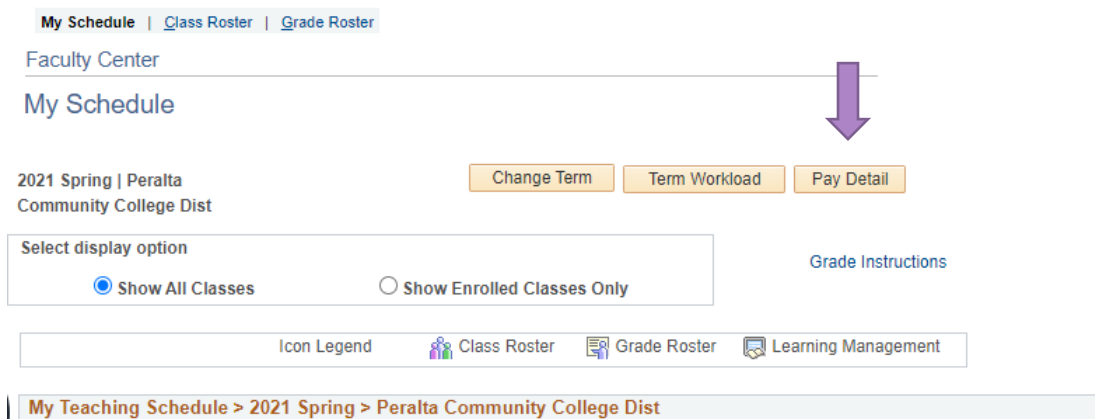 My Schedule | Class Roster | Grade Roster
Faculty Center
My Schedule
2021 Spring | Peralta
Community College Dist
Change Term Term Workload Pay Detail
Select display option
Show All Classes Show Enrolled Classes Only
Grade Instructions
Icon Legend Class Roster Grade Roster Learning Management
My Teaching Schedule > 2021 Spring > Peralta Community College Dist